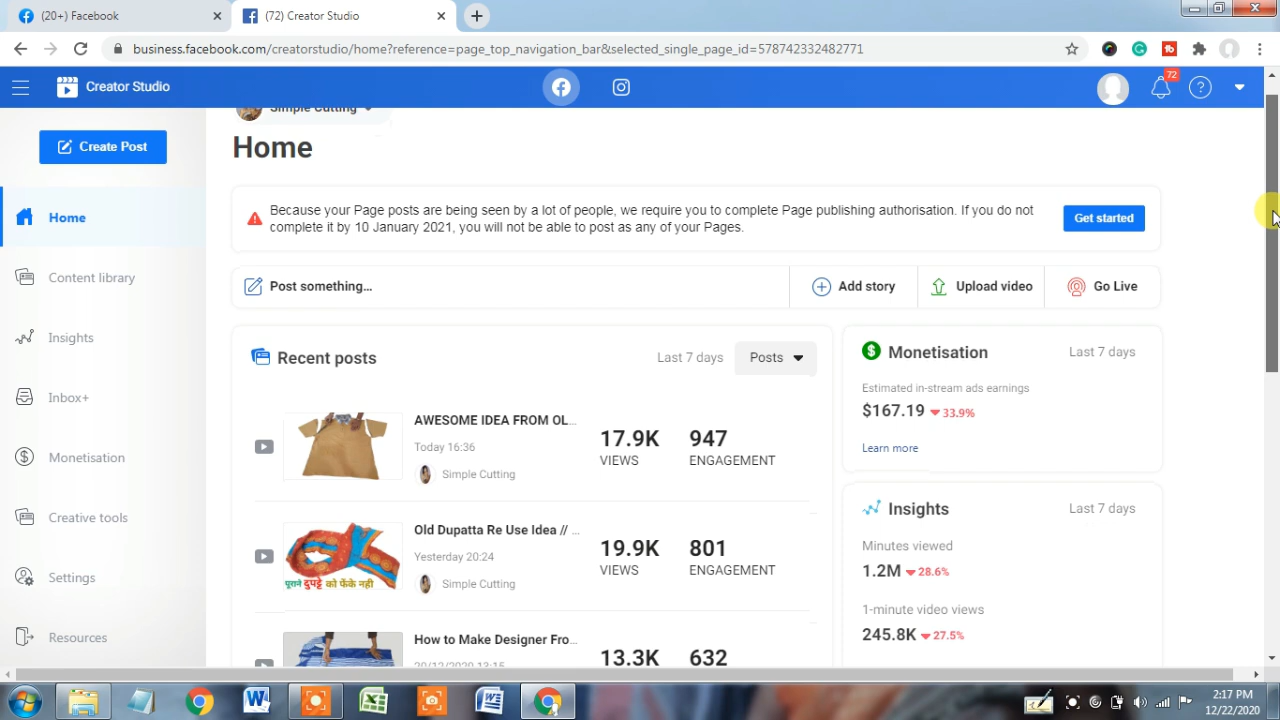 (20+) Facebook
(72) Creator Studio
business.facebook.com/creatorstudio/home?reference=page_top_navigation_bar&selected_single_page_id=578742332482771
Creator Studio
72
Simple Cutting
Create Post
Home
Home
Content library
Insights
Inbox+
Monetisation
Creative tools
Settings
Resources
Because your Page posts are being seen by a lot of people, we require you to complete Page publishing authorisation. If you do not
complete it by 10 January 2021, you will not be able to post as any of your Pages.
Get started
Post something...
Add story
Upload video
Go Live
Recent posts
Last 7 days
Posts
AWESOME IDEA FROM OL...
Today 16:36
Simple Cutting
17.9K
VIEWS
947
ENGAGEMENT
पुराने दुपट्टे को फेंके नही
Old Dupatta Re Use Idea // ...
Yesterday 20:24
Simple Cutting
19.9K
VIEWS
801
ENGAGEMENT
How to Make Designer Fro...
20/12/2020 13:15
13.3K
632
Monetisation
Last 7 days
Estimated in-stream ads earnings
$167.19 33.9%
Learn more
Insights
Last 7 days
Minutes viewed
1.2M 28.6%
1-minute video views
245.8K 27.5%
2:17 PM
12/22/2020